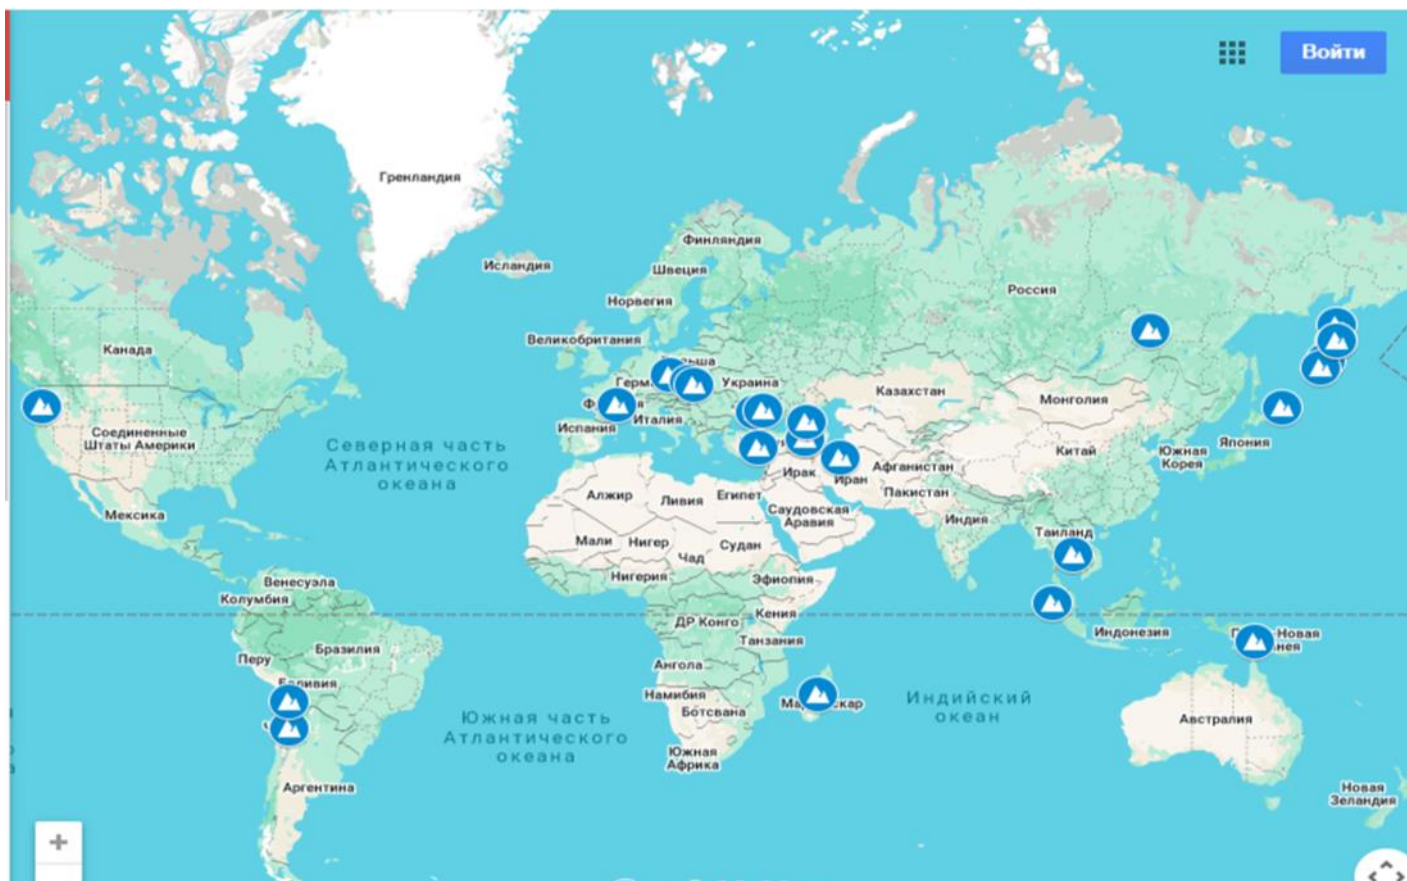 Войти
Гренландия
Финляндия
Исландия
Швеция
Россия
Норвегия
Великобритания
Канада
Украина
Казахстан
Монголия
Италия
Испания
Соединенные
Штаты Америки
Северная часть
Атлантического
океана
Япония
Китай
Южная
Корея
Афганистан
Ирак
Иран
Пакистан
Алжир
Ливия
Египет
Саудовская
Аравия
Мексика
Индия
Таиланд
Мали
Нигер
Судан
Чад
Нигерия
Эфиопия
Венесуэла
Колумбия
Кения
ДР Конго
Индонезия
Новая
Танзания
Бразилия
Перу
Ангола
Намибия
Ботсвана
Индийский
океан
Южная часть
Атлантического
океана
Австралия
Южная
Африка
Аргентина
Новая
Зеландия
+